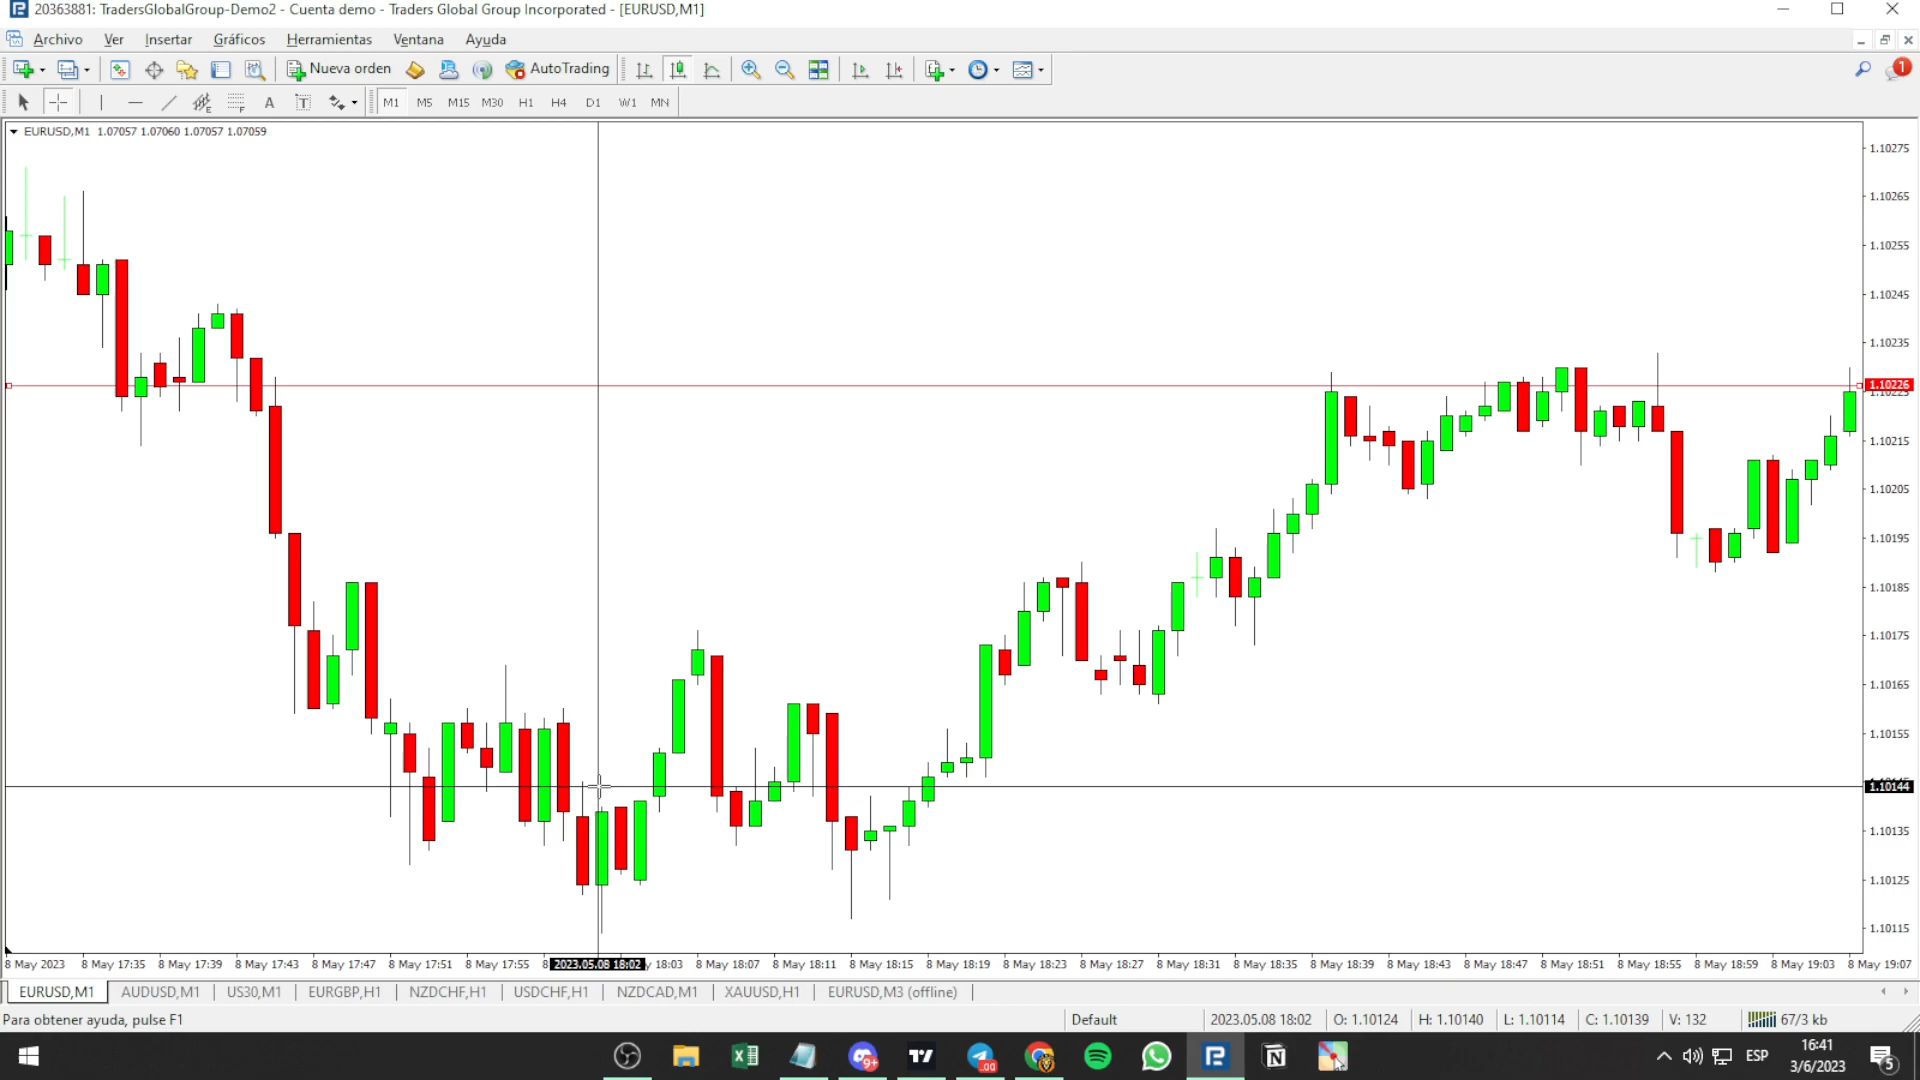 20363881: TradersGlobalGroup-Demo2 - Cuenta demo - Traders Global Group Incorporated - [EURUSD,M1]
Archivo Ver Insertar Gráficos Herramientas Ventana Ayuda
Nueva orden AutoTrading 1
A T M1 M5 M15 M30 H1 H4 D1 W1 MN
EURUSD,M1 1.07057 1.07060 1.07057 1.07059
1.10275
1.10265
1.10255
1.10245
1.10235
1.10226
1.10225
1.10215
1.10205
1.10195
1.10185
1.10175
1.10165
1.10155
1.10144
1.10135
1.10125
1.10115
8 May 2023 8 May 17:35 8 May 17:39 8 May 17:43 8 May 17:47 8 May 17:51 8 May 17:55 8 2023.05.08 18:02 y 18:03 8 May 18:07 8 May 18:11 8 May 18:15 8 May 18:19 8 May 18:23 8 May 18:27 8 May 18:31 8 May 18:35 8 May 18:39 8 May 18:43 8 May 18:47 8 May 18:51 8 May 18:55 8 May 18:59 8 May 19:03 8 May 19:07
EURUSD,M1 AUDUSD,M1 US30,M1 EURGBP,H1 NZDCHF,H1 USDCHF,H1 NZDCAD,M1 XAUUSD,H1 EURUSD,M3 (offline)
Para obtener ayuda, pulse F1 Default 2023.05.08 18:02 O: 1.10124 H: 1.10140 L: 1.10114 C: 1.10139 V: 132 67/3 kb
9+ .00 ESP 16:41
3/6/2023 5